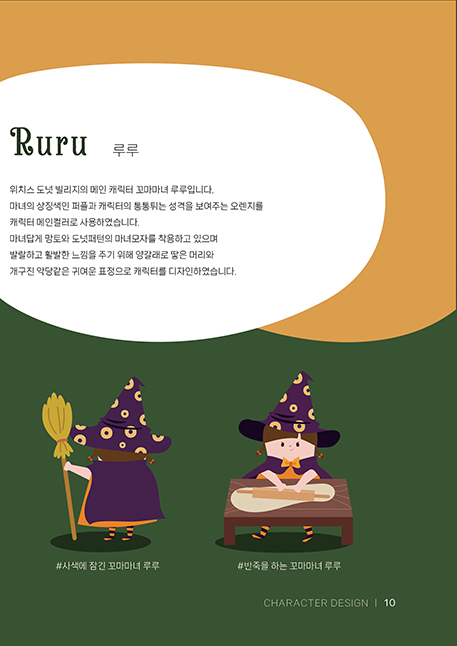 Ruru 루루
위치스 도넛 빌리지의 메인 캐릭터 꼬마마녀 루루입니다.
마녀의 상징색인 퍼플과 캐릭터의 통통튀는 성격을 보여주는 오렌지를
캐릭터 메인컬러로 사용하였습니다.
마녀답게 망토와 도넛패턴의 마녀모자를 착용하고 있으며
발랄하고 활발한 느낌을 주기 위해 양갈래로 땋은 머리와
개구진 악당같은 귀여운 표정으로 캐릭터를 디자인하였습니다.
#사색에 잠긴 꼬마마녀 루루
#반죽을 하는 꼬마마녀 루루
CHARACTER DESIGN | 10